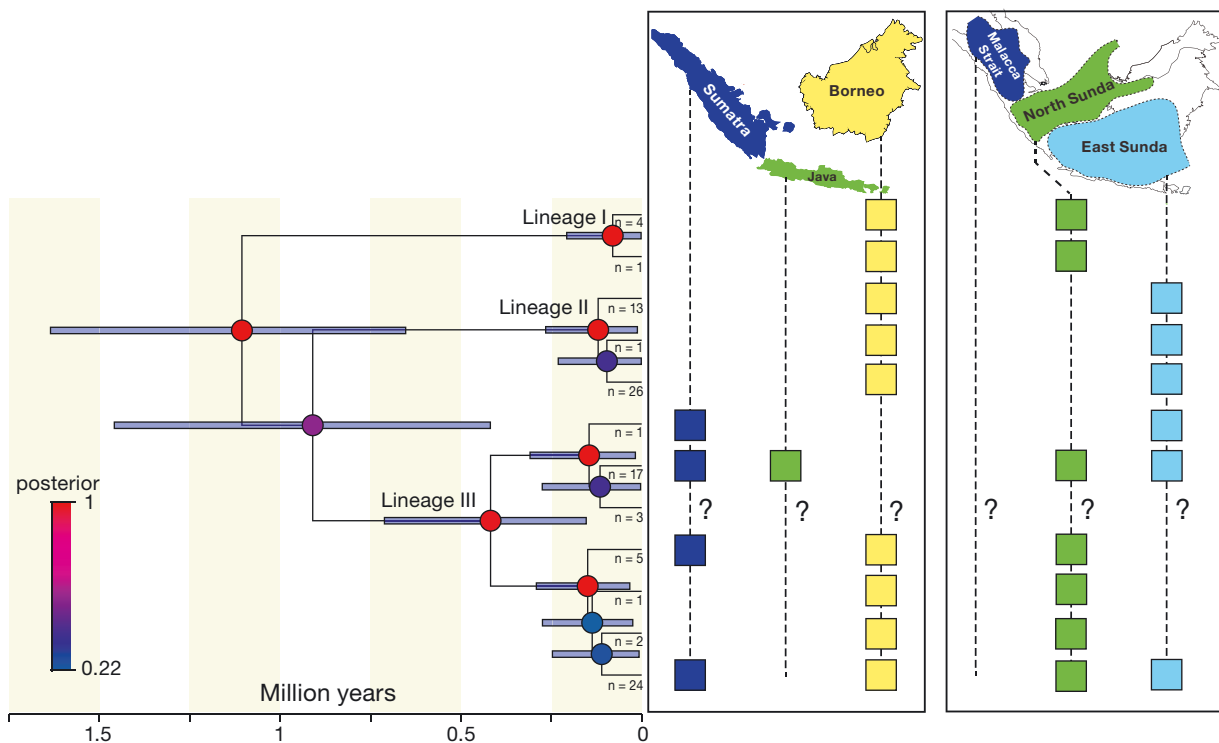 Lineage I
n = 4
n = 1
Lineage II
n = 13
n = 1
n = 26
n = 1
n = 17
Lineage III
n = 3
n = 5
n = 1
n = 2
n = 24
posterior
1
0.22
Million years
1.5
1
0.5
0
Sumatra
Borneo
Java
?
?
?
Malacca
Strait
North Sunda
East Sunda
?
?
?